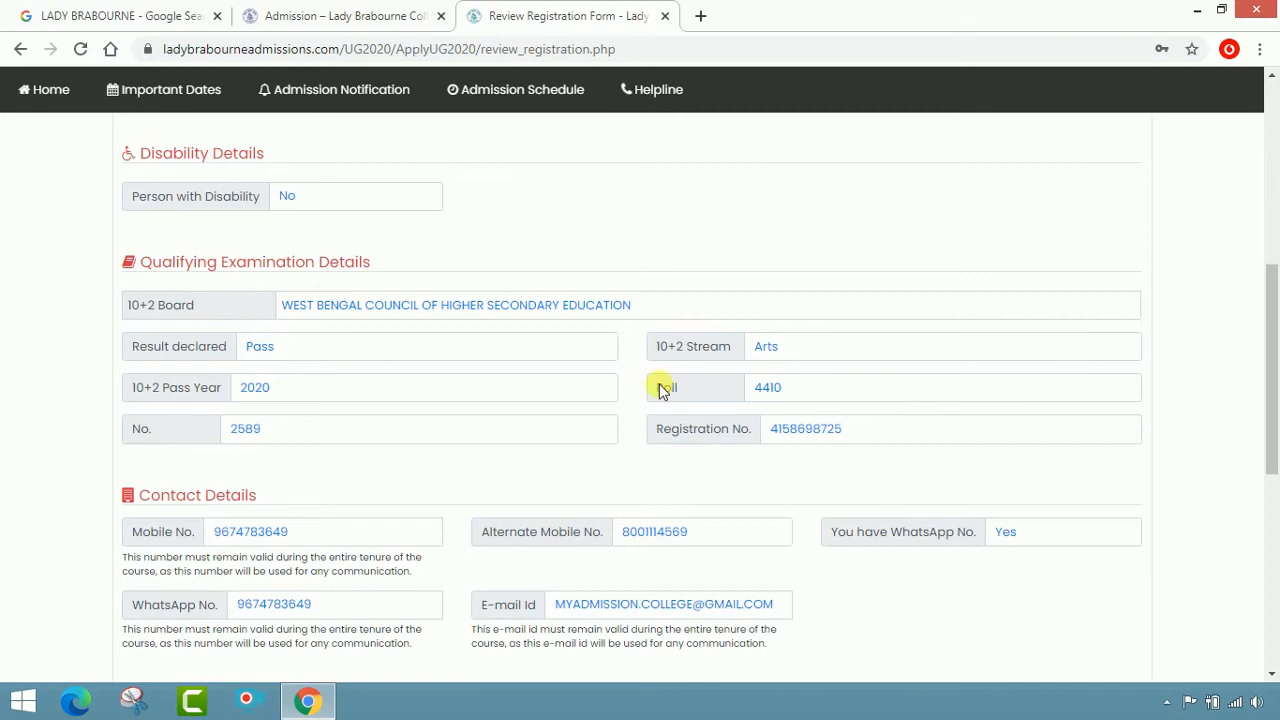 LADY BRABOURNE - Google Sea
Admission – Lady Brabourne Coll
Review Registration Form - Lady
ladybrabourneadmissions.com/UG2020/ApplyUG2020/review_registration.php
Home Important Dates Admission Notification Admission Schedule Helpline
Disability Details
Person with Disability No
Qualifying Examination Details
10+2 Board WEST BENGAL COUNCIL OF HIGHER SECONDARY EDUCATION
Result declared Pass 10+2 Stream Arts
10+2 Pass Year 2020 Roll 4410
No. 2589 Registration No. 4158698725
Contact Details
Mobile No. 9674783649 Alternate Mobile No. 8001114569 You have WhatsApp No. Yes
This number must remain valid during the entire tenure of the
course, as this number will be used for any communication.
WhatsApp No. 9674783649 E-mail Id MYADMISSION.COLLEGE@GMAIL.COM
This number must remain valid during the entire tenure of the
course, as this number will be used for any communication.
This e-mail id must remain valid during the entire tenure of the
course, as this e-mail id will be used for any communication.